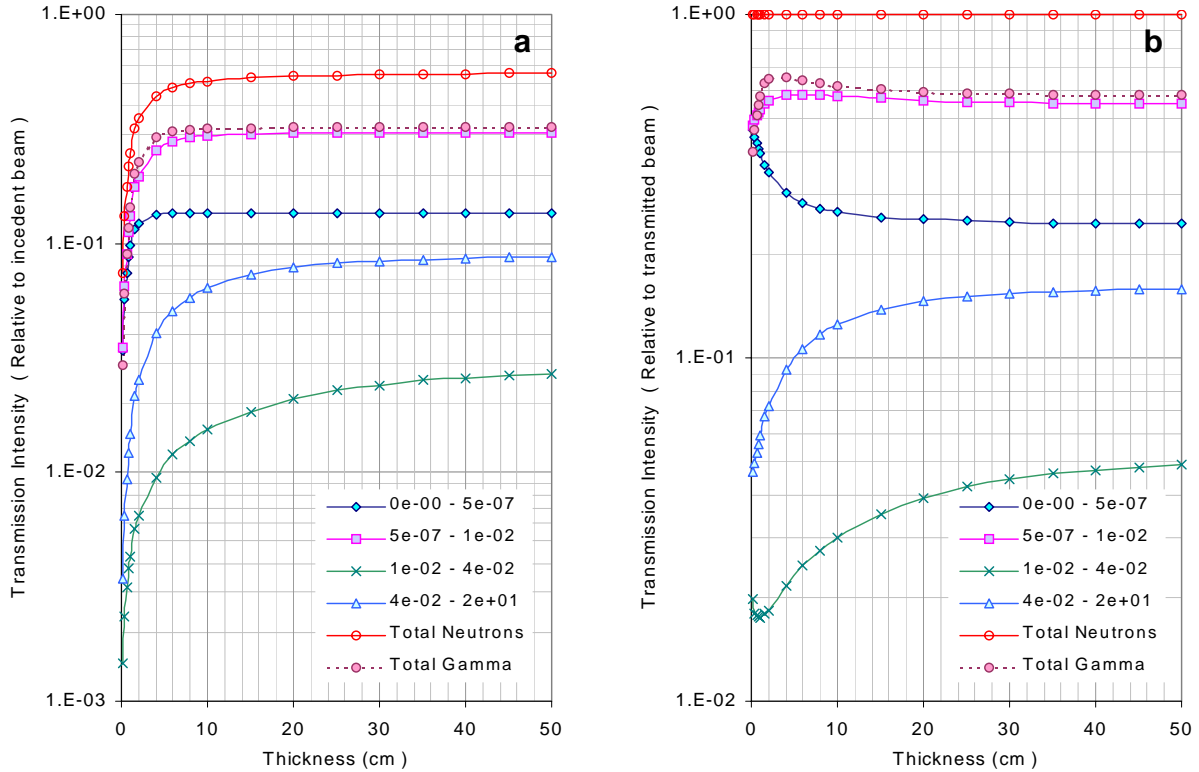 a
Transmission Intensity ( Relative to incedent beam)
1.E+00
1.E-01
1.E-02
1.E-03
0e-00 - 5e-07
5e-07 - 1e-02
1e-02 - 4e-02
4e-02 - 2e+01
Total Neutrons
Total Gamma
0 10 20 30 40 50
Thickness (cm)
b
Transmission Intensity ( Relative to transmitted beam)
1.E+00
1.E-01
1.E-02
0e-00 - 5e-07
5e-07 - 1e-02
1e-02 - 4e-02
4e-02 - 2e+01
Total Neutrons
Total Gamma
0 10 20 30 40 50
Thickness (cm)